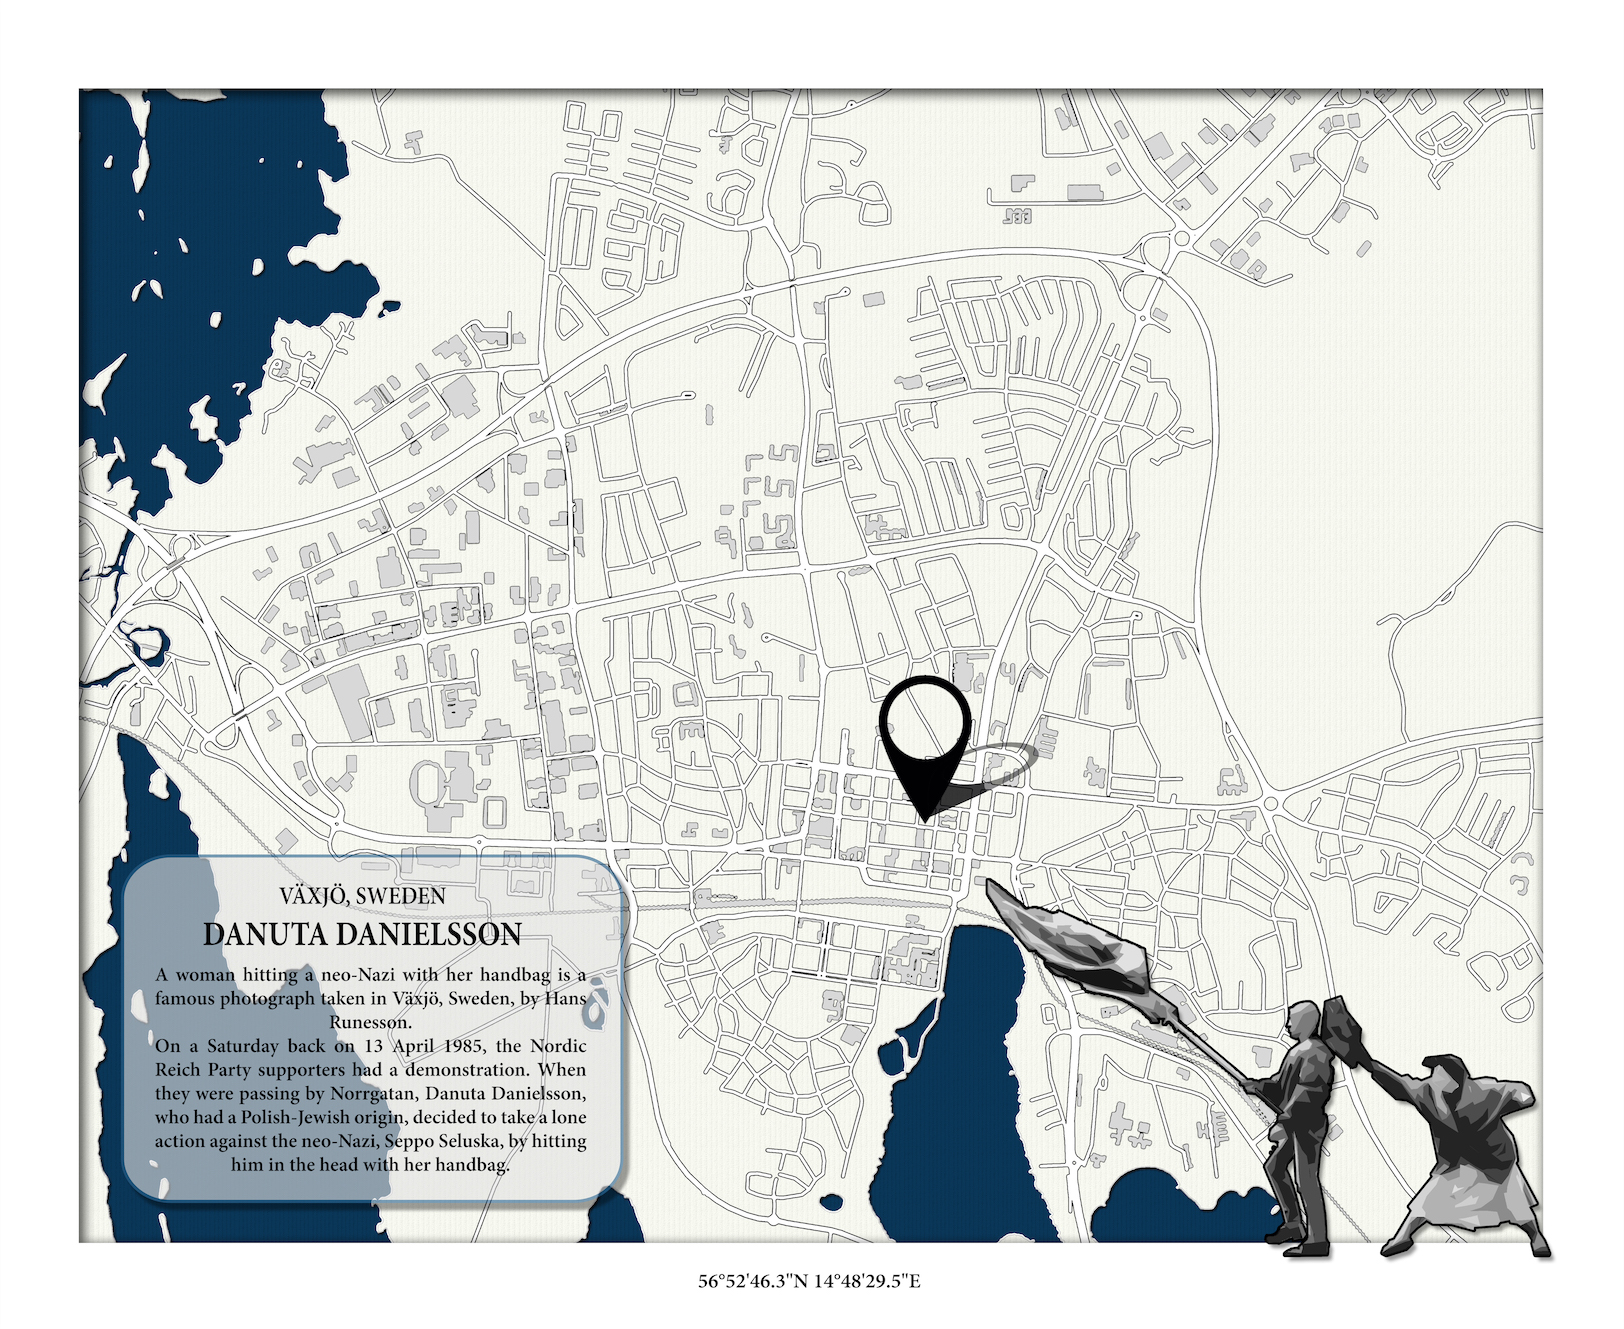 VÄXJÖ, SWEDEN
DANUTA DANIELSSON
A woman hitting a neo-Nazi with her handbag is a
famous photograph taken in Växjö, Sweden, by Hans
Runesson.
On a Saturday back on 13 April 1985, the Nordic
Reich Party supporters had a demonstration. When
they were passing by Norrgatan, Danuta Danielsson,
who had a Polish-Jewish origin, decided to take a lone
action against the neo-Nazi, Seppo Seluska, by hitting
him in the head with her handbag.
56°52'46.3"N 14°48'29.5"E